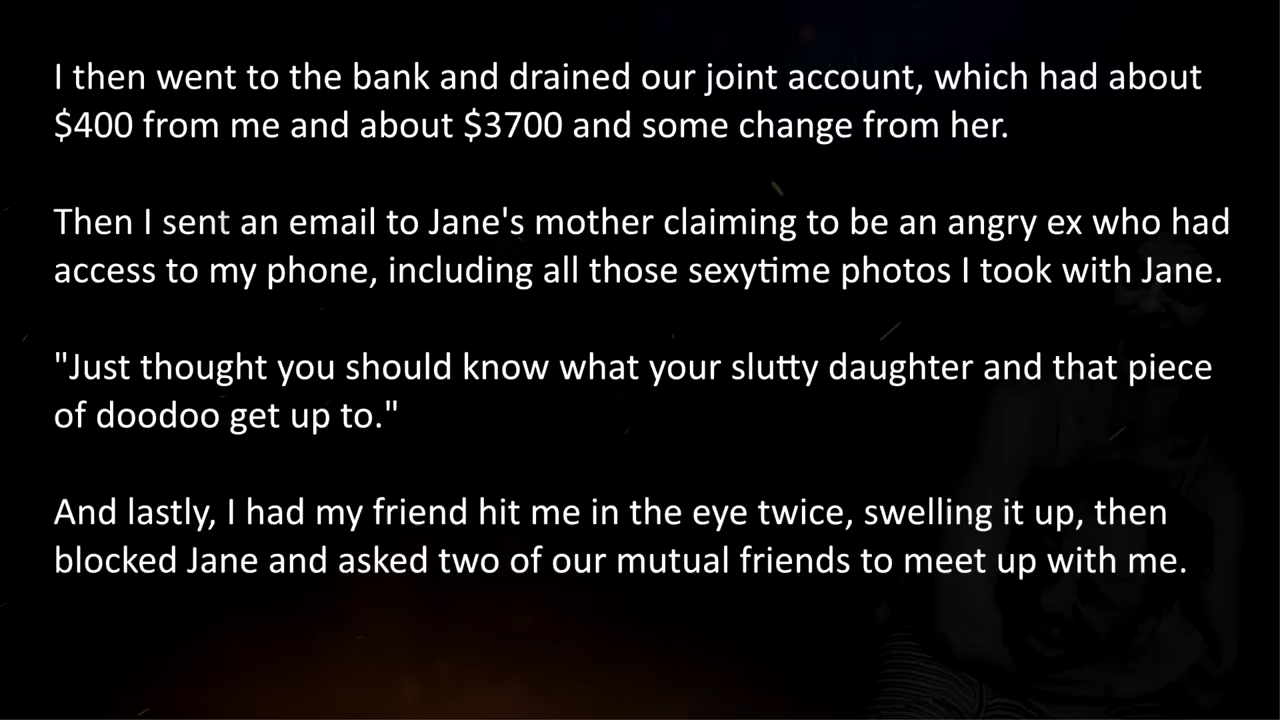 I then went to the bank and drained our joint account, which had about
$400 from me and about $3700 and some change from her.
Then I sent an email to Jane's mother claiming to be an angry ex who had
access to my phone, including all those sexytime photos I took with Jane.
"Just thought you should know what your slutty daughter and that piece
of doodoo get up to."
And lastly, I had my friend hit me in the eye twice, swelling it up, then
blocked Jane and asked two of our mutual friends to meet up with me.